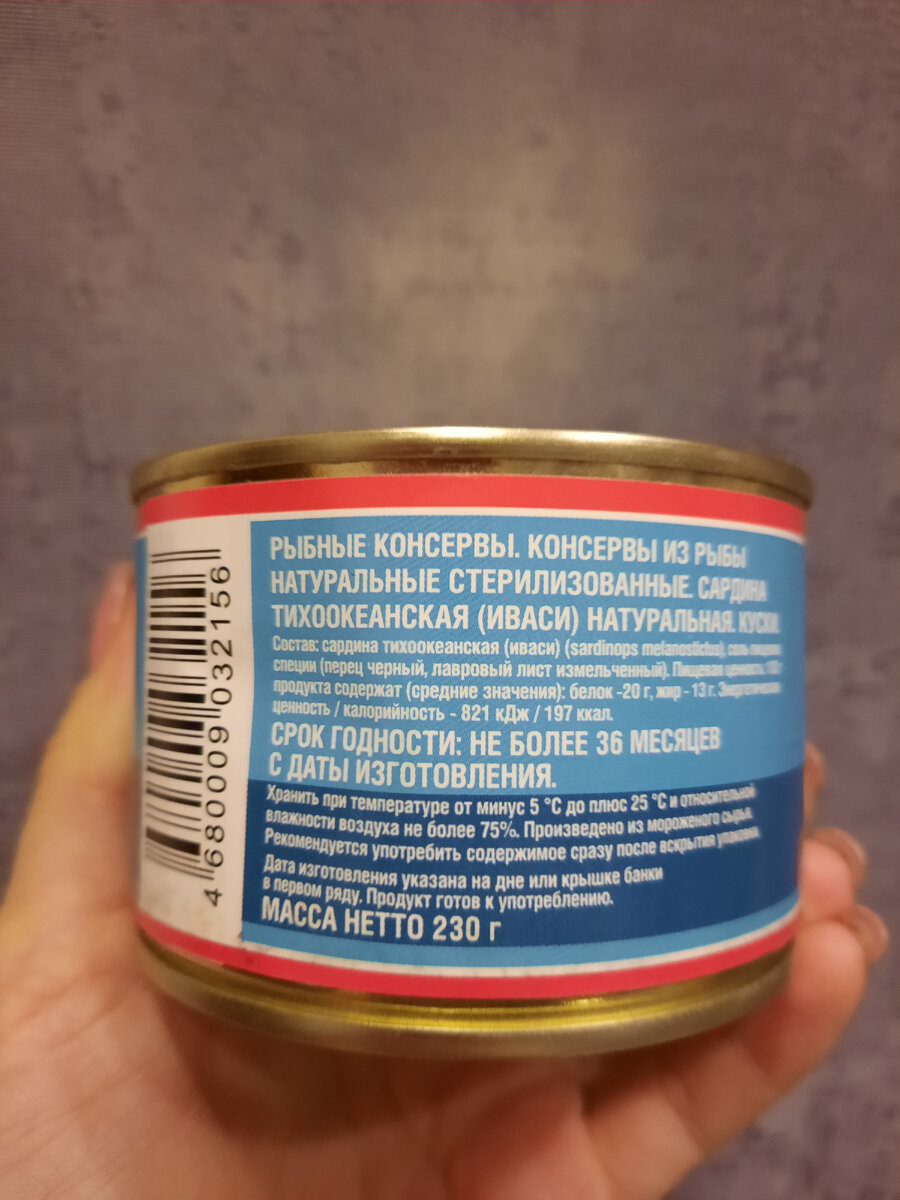 РЫБНЫЕ КОНСЕРВЫ. КОНСЕРВЫ ИЗ РЫБЫ
НАТУРАЛЬНЫЕ СТЕРИЛИЗОВАННЫЕ. САРДИНА
ТИХООКЕАНСКАЯ (ИВАСИ) НАТУРАЛЬНАЯ. КУСКИ.
Состав: сардина тихоокеанская (иваси) (sardinops melanostictus), соль пищевая,
специи (перец черный, лавровый лист измельченный). Пищевая ценность, 100 г
продукта содержат (средние значения): белок -20 г, жир - 13 г. Энергетическая
ценность / калорийность - 821 кДж / 197 ккал.
СРОК ГОДНОСТИ: НЕ БОЛЕЕ 36 МЕСЯЦЕВ
С ДАТЫ ИЗГОТОВЛЕНИЯ.
Хранить при температуре от минус 5 °С до плюс 25 °С и относительной
влажности воздуха не более 75%. Произведено из мороженого сырья.
Рекомендуется употребить содержимое сразу после вскрытия упаковки.
Дата изготовления указана на дне или крышке банки
в первом ряду. Продукт готов к употреблению.
МАССА НЕТТО 230 г
4 680009 032156